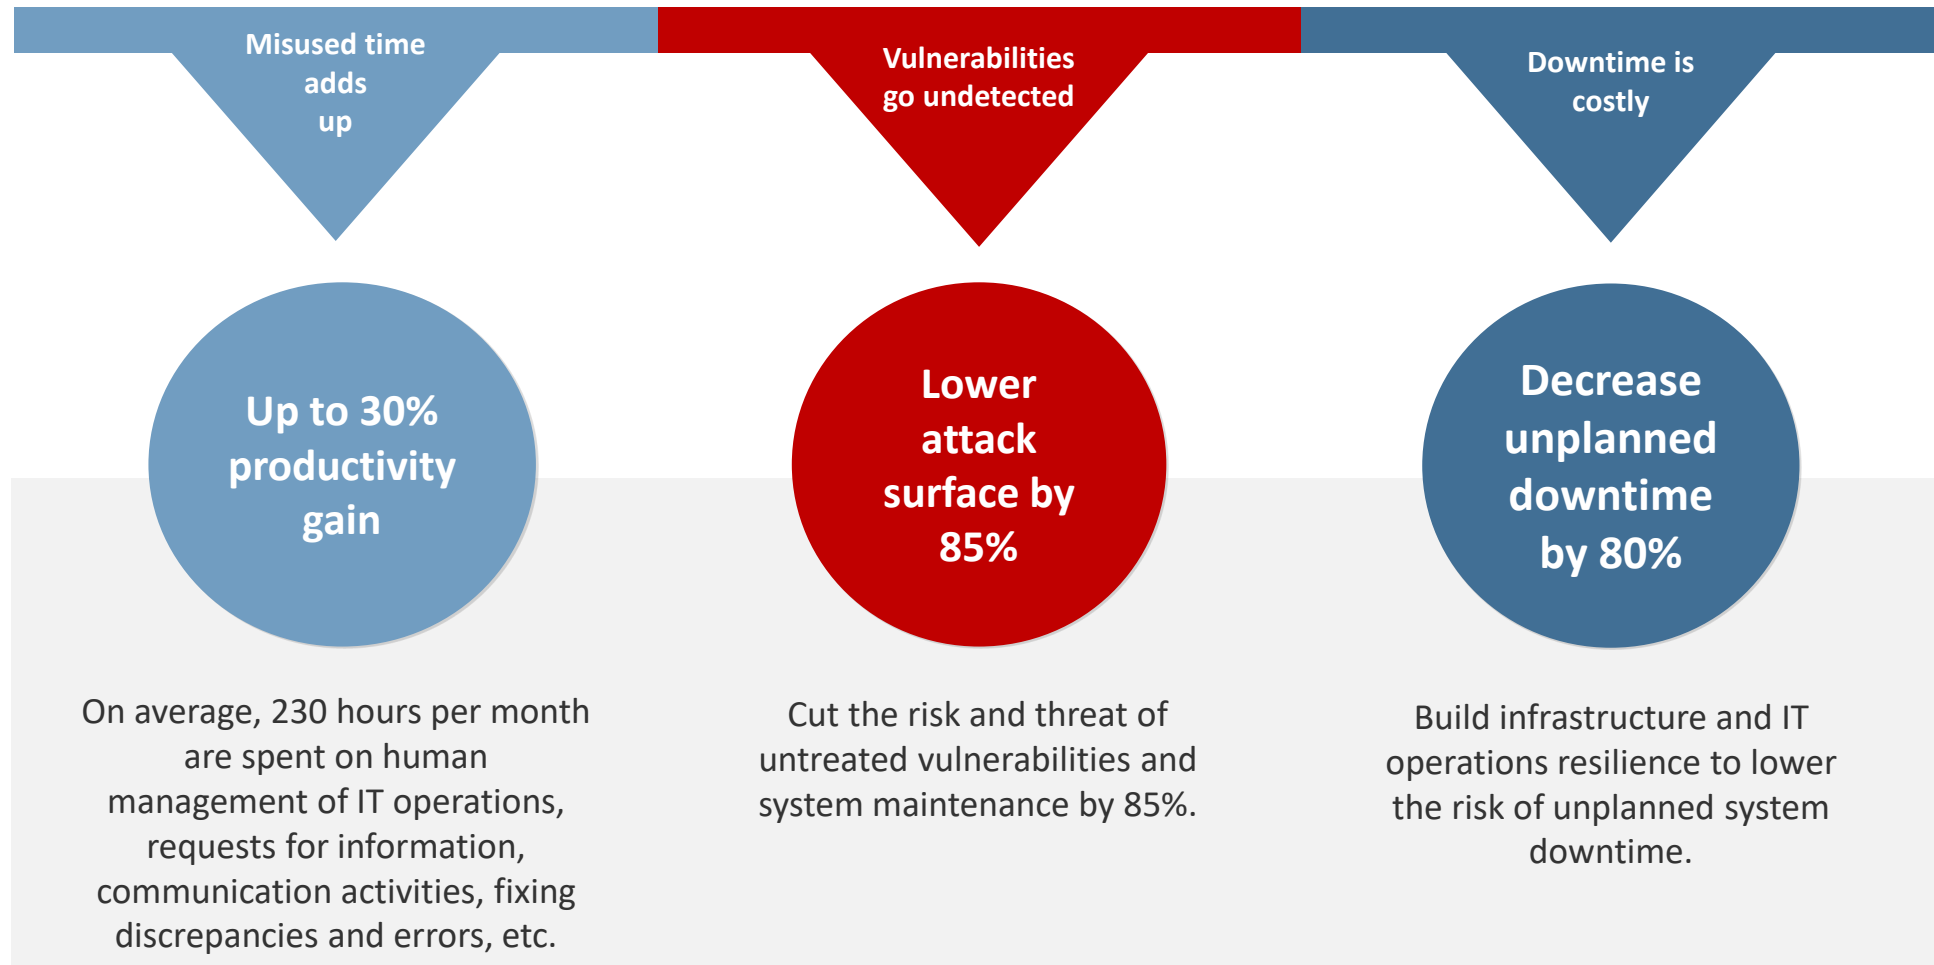 Misused time
adds
up
Up to 30%
productivity
gain
On average, 230 hours per month
are spent on human
management of IT operations,
requests for information,
communication activities, fixing
discrepancies and errors, etc.
Vulnerabilities
go undetected
Lower
attack
surface by
85%
Cut the risk and threat of
untreated vulnerabilities and
system maintenance by 85%.
Downtime is
costly
Decrease
unplanned
downtime
by 80%
Build infrastructure and IT
operations resilience to lower
the risk of unplanned system
downtime.